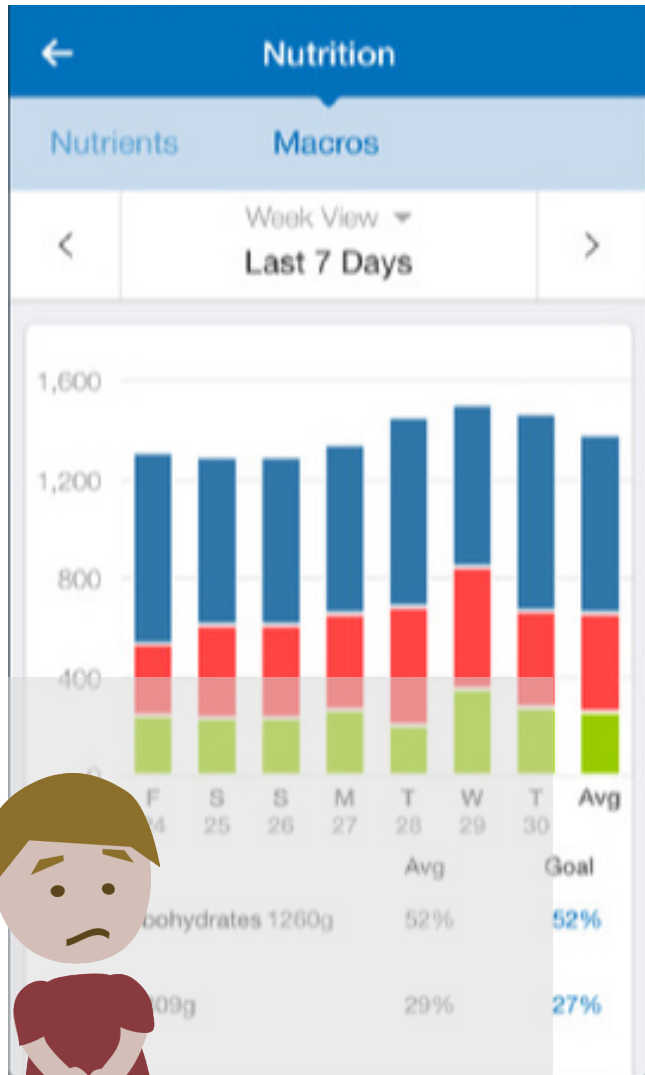 Nutrition
Nutrients Macros
Week View
Last 7 Days
1,600
1,200
800
400
0
F S S M T W T Avg
25 26 27 28 29 30
Avg Goal
bohydrates 1260g 52% 52%
09g 29% 27%